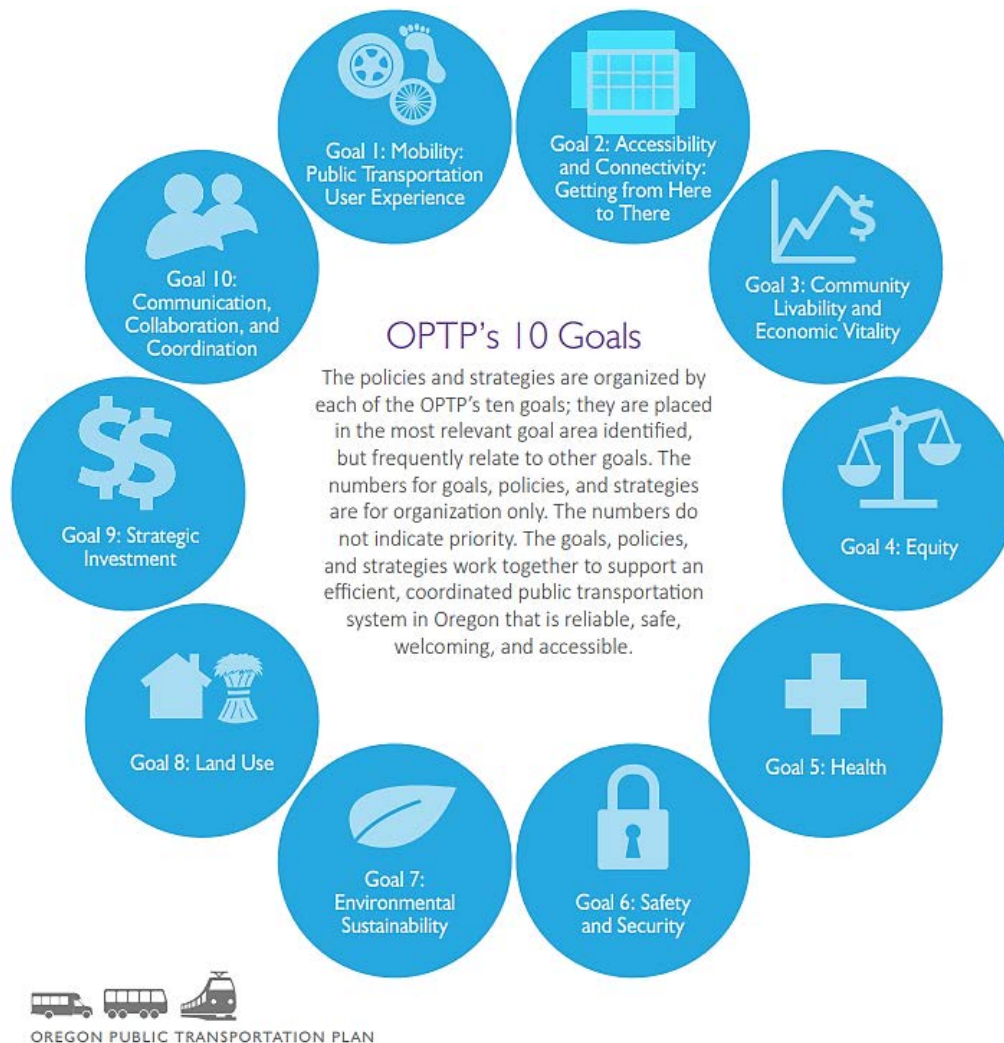 Goal 1: Mobility:
Public Transportation
User Experience
Goal 2: Accessibility
and Connectivity:
Getting from Here
to There
Goal 3: Community
Livability and
Economic Vitality
Goal 4: Equity
Goal 5: Health
Goal 6: Safety
and Security
Goal 7:
Environmental
Sustainability
Goal 8: Land Use
Goal 9: Strategic
Investment
Goal 10:
Communication,
Collaboration, and
Coordination
OPTP's 10 Goals
The policies and strategies are organized by
each of the OPTP's ten goals; they are placed
in the most relevant goal area identified,
but frequently relate to other goals. The
numbers for goals, policies, and strategies
are for organization only. The numbers do
not indicate priority. The goals, policies,
and strategies work together to support an
efficient, coordinated public transportation
system in Oregon that is reliable, safe,
welcoming, and accessible.
OREGON PUBLIC TRANSPORTATION PLAN